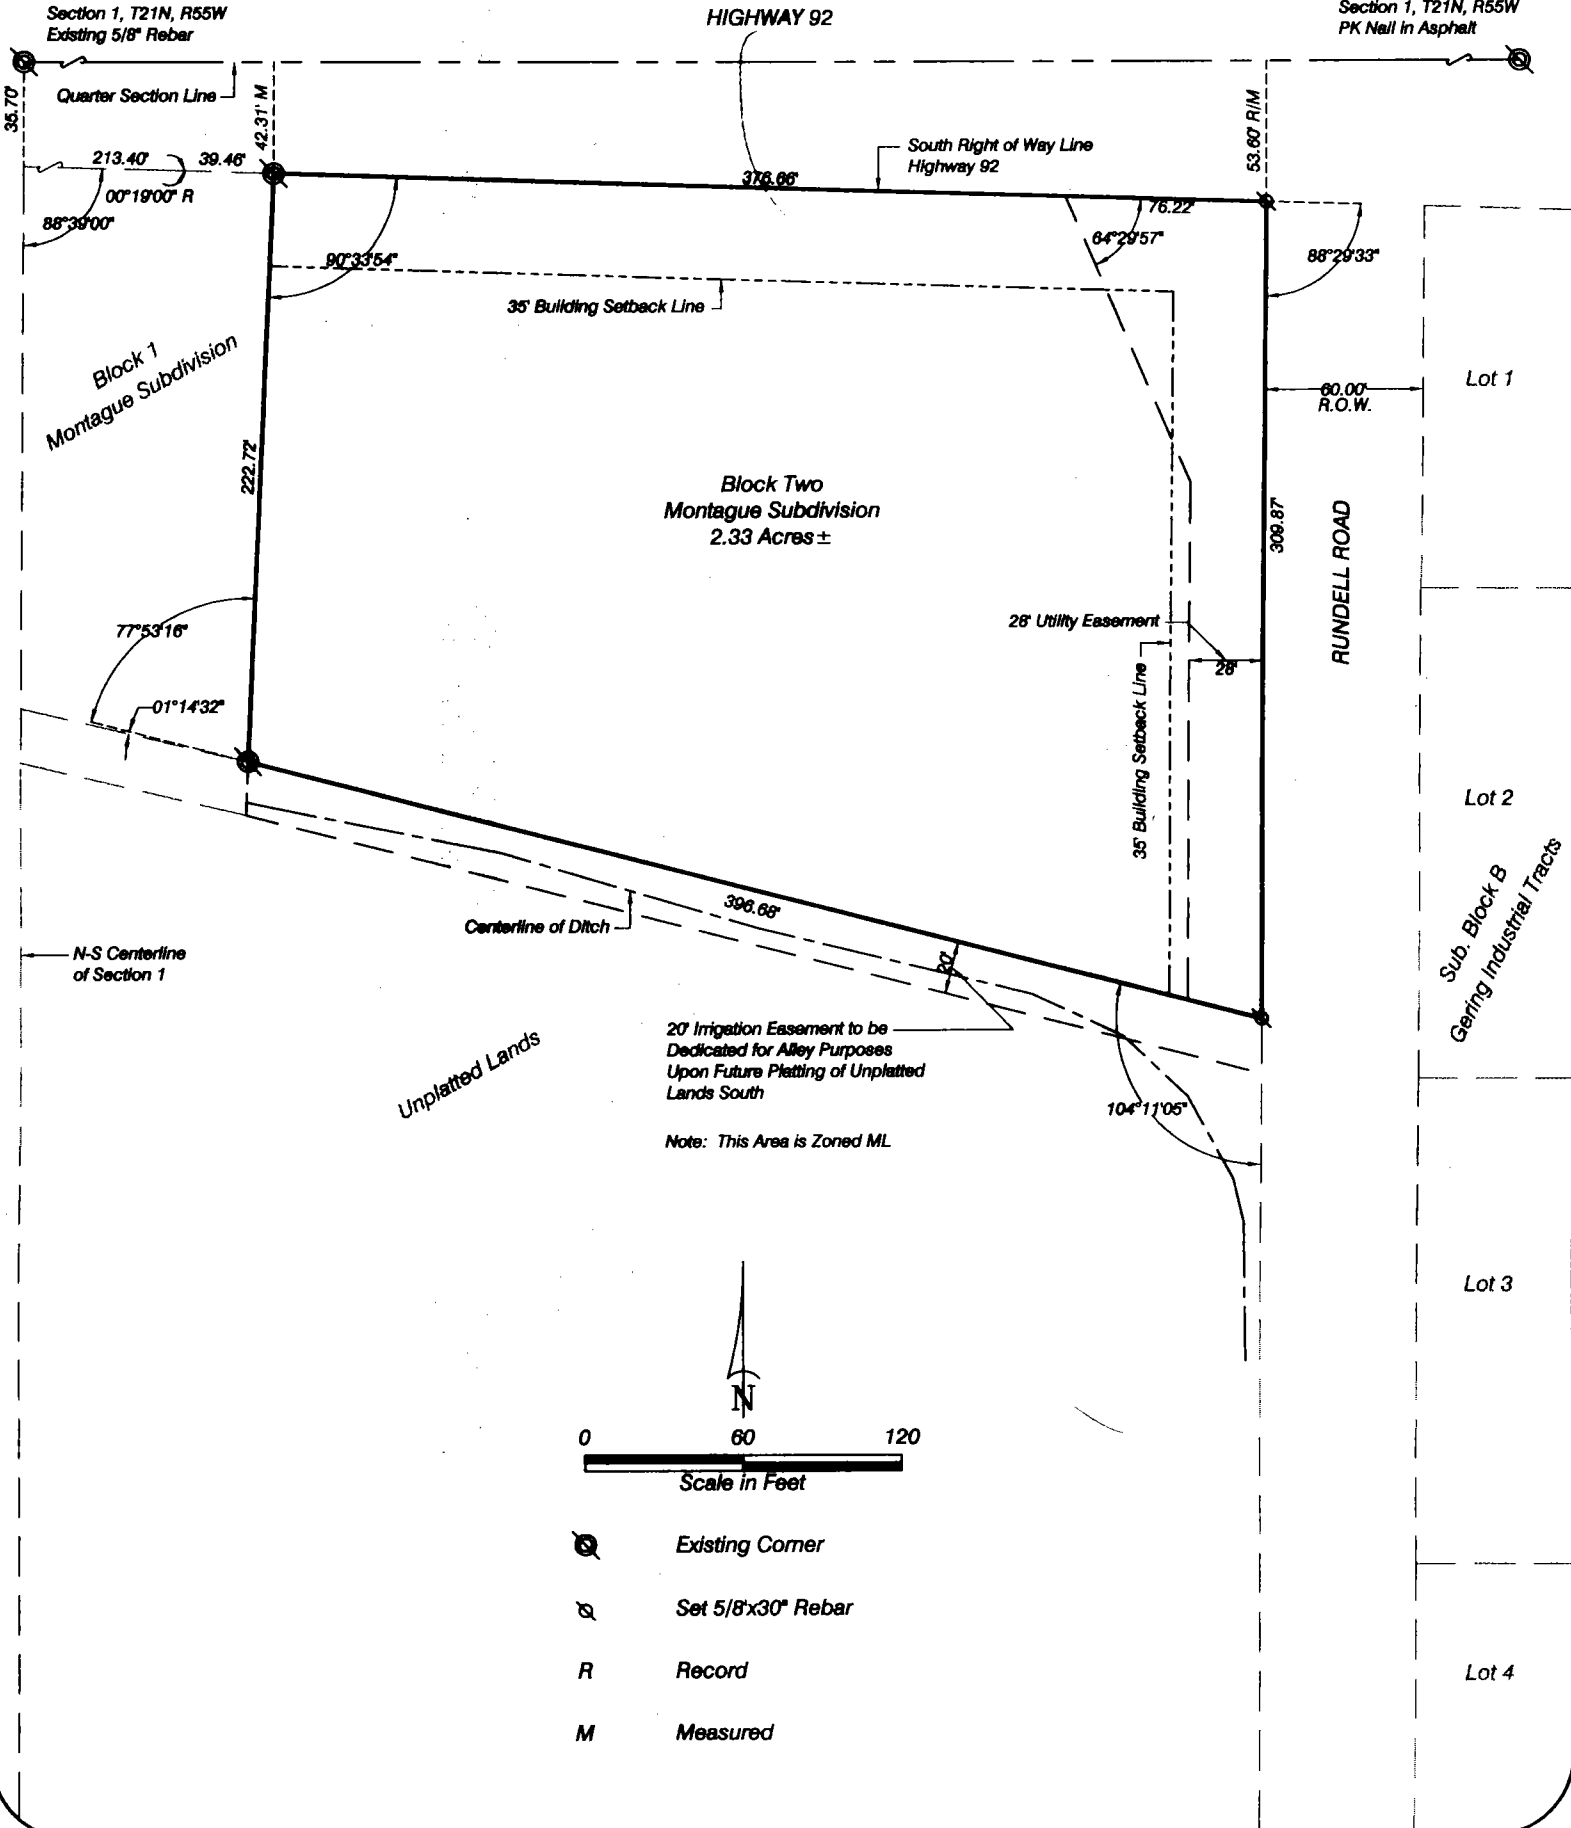 Section 1, T21N, R55W
Existing 5/8" Rebar
HIGHWAY 92
Section 1, T21N, R55W
PK Nail in Asphalt
Quarter Section Line
35.70'
42.31' M
53.60' R/M
213.40'
39.46'
00°19'00" R
88°39'00"
South Right of Way Line
Highway 92
376.66'
76.22'
64°29'57"
88°29'33"
90°33'54"
35' Building Setback Line
Block 1
Montague Subdivision
Lot 1
60.00'
R.O.W.
222.72'
Block Two
Montague Subdivision
2.33 Acres ±
309.87'
RUNDELL ROAD
77°53'16"
28' Utility Easement
28'
35' Building Setback Line
01°14'32"
Lot 2
Sub. Block B
Gering Industrial Tracts
396.68'
Centerline of Ditch
N-S Centerline
of Section 1
20'
20' Irrigation Easement to be
Dedicated for Alley Purposes
Upon Future Platting of Unplatted
Lands South
Unplatted Lands
104°11'05"
Note: This Area is Zoned ML
Lot 3
N
0 60 120
Scale in Feet
Existing Corner
Set 5/8'x30" Rebar
R Record
M Measured
Lot 4